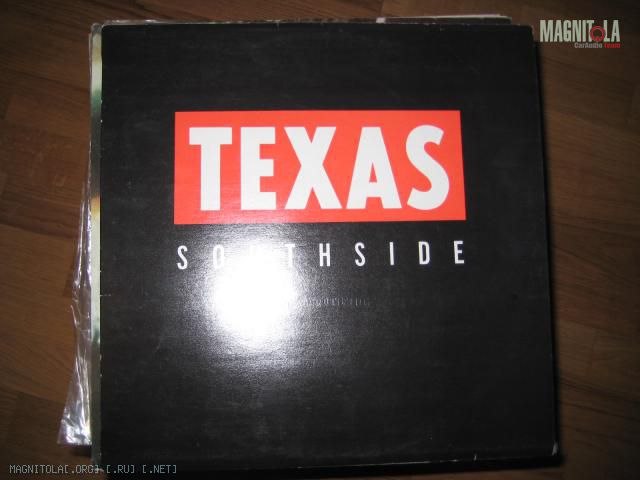 MAGNITOLA
CarAudio Team
TEXAS
SOUTHSIDE
MAGNITOLA[.ORG] [.RU] [.NET]